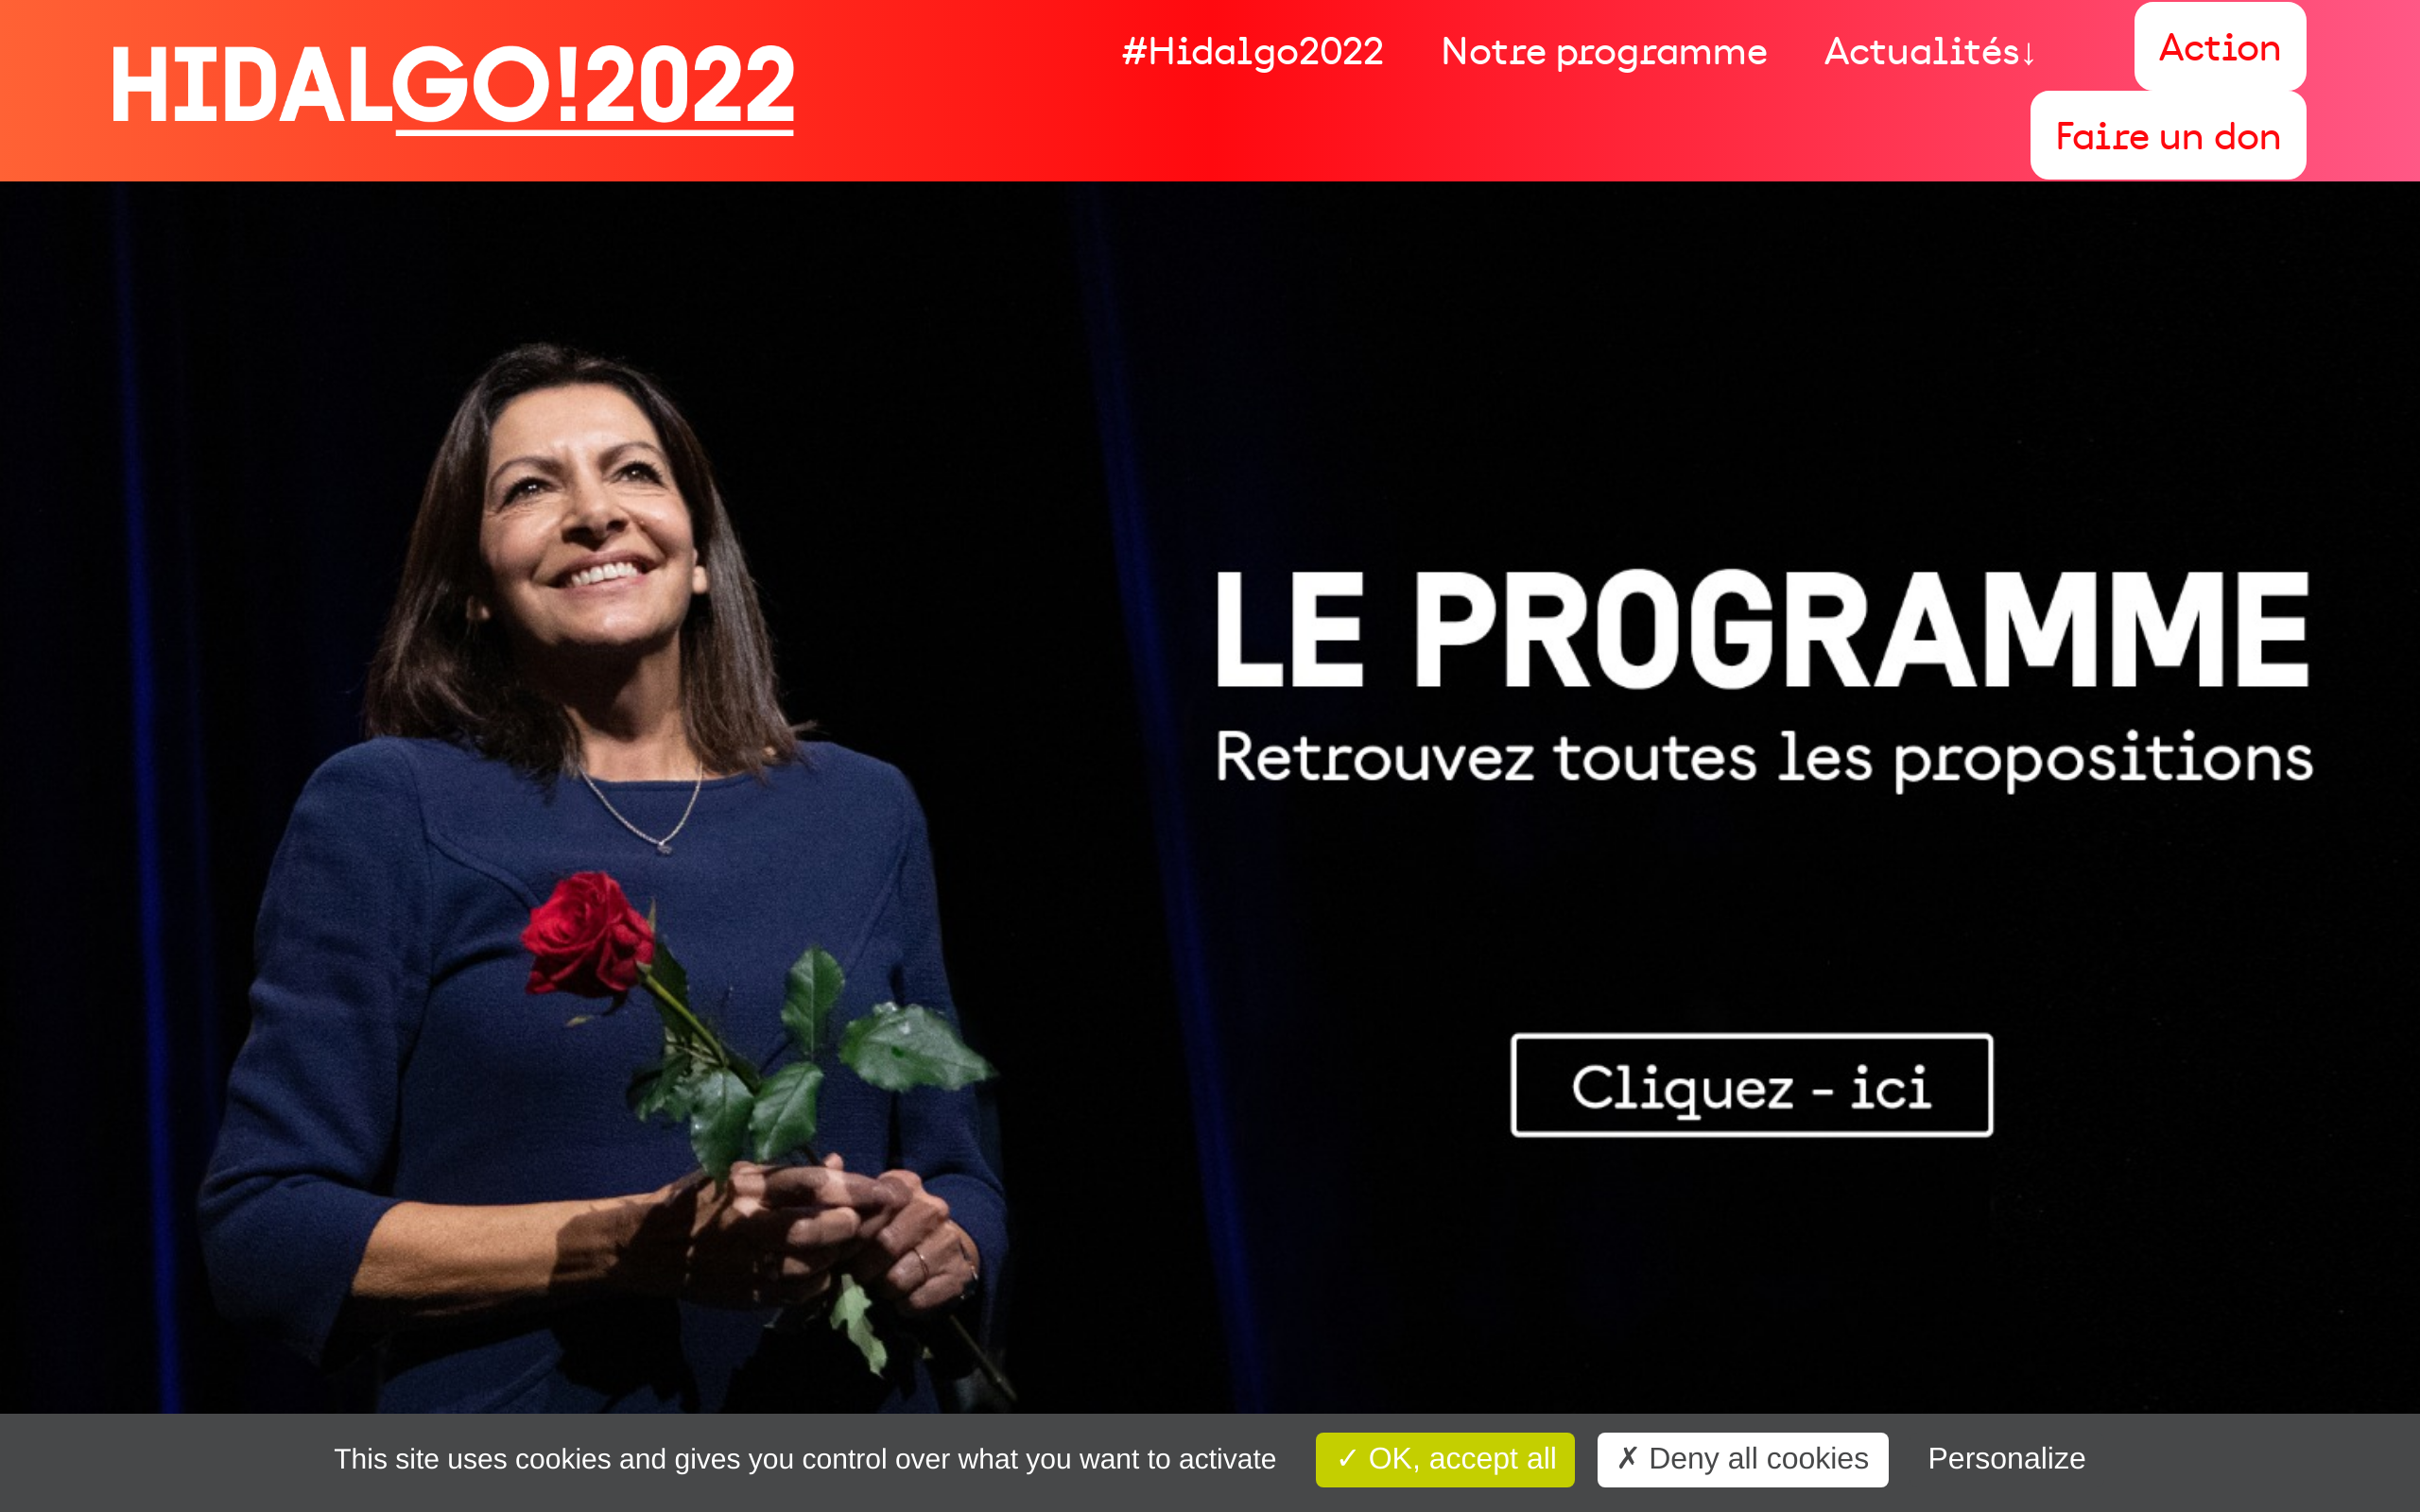 HIDALGO!2022
#Hidalgo2022 Notre programme Actualités↓ Action
Faire un don
LE PROGRAMME
Retrouvez toutes les propositions
Cliquez - ici
This site uses cookies and gives you control over what you want to activate ✓ OK, accept all ✗ Deny all cookies Personalize